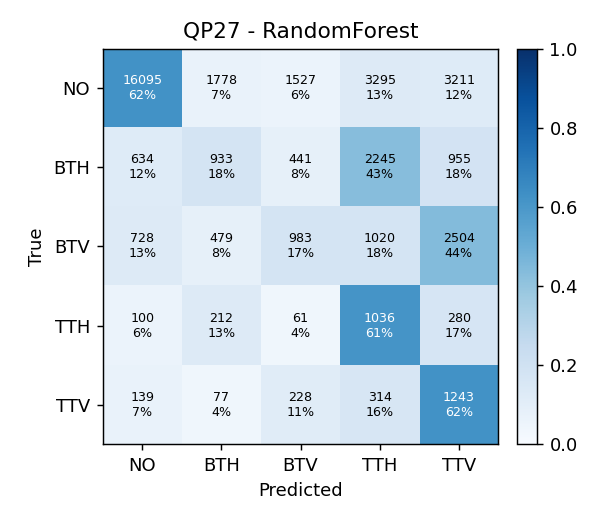 QP27 - RandomForest
NO 16095 1778 1527 3295 3211
62% 7% 6% 13% 12%
BTH 634 933 441 2245 955
12% 18% 8% 43% 18%
BTV 728 479 983 1020 2504
13% 8% 17% 18% 44%
TTH 100 212 61 1036 280
6% 13% 4% 61% 17%
TTV 139 77 228 314 1243
7% 4% 11% 16% 62%
NO BTH BTV TTH TTV
Predicted
True
1.0
0.8
0.6
0.4
0.2
0.0